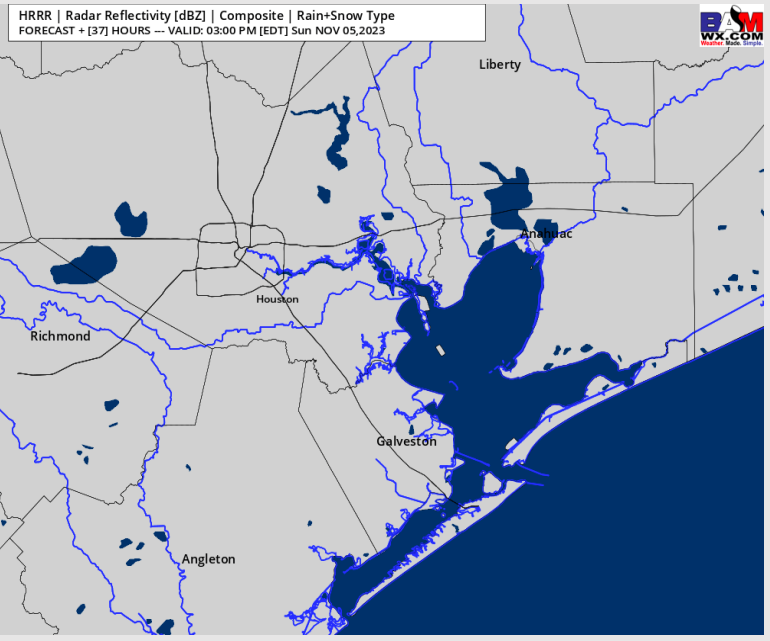 HRRR | Radar Reflectivity [dBZ] | Composite | Rain+Snow Type
FORECAST + [37] HOURS --- VALID: 03:00 PM [EDT] Sun NOV 05,2023
BAM
WX.COM
Weather. Made. Simple.
Liberty
Anahuac
Houston
Richmond
Galveston
Angleton